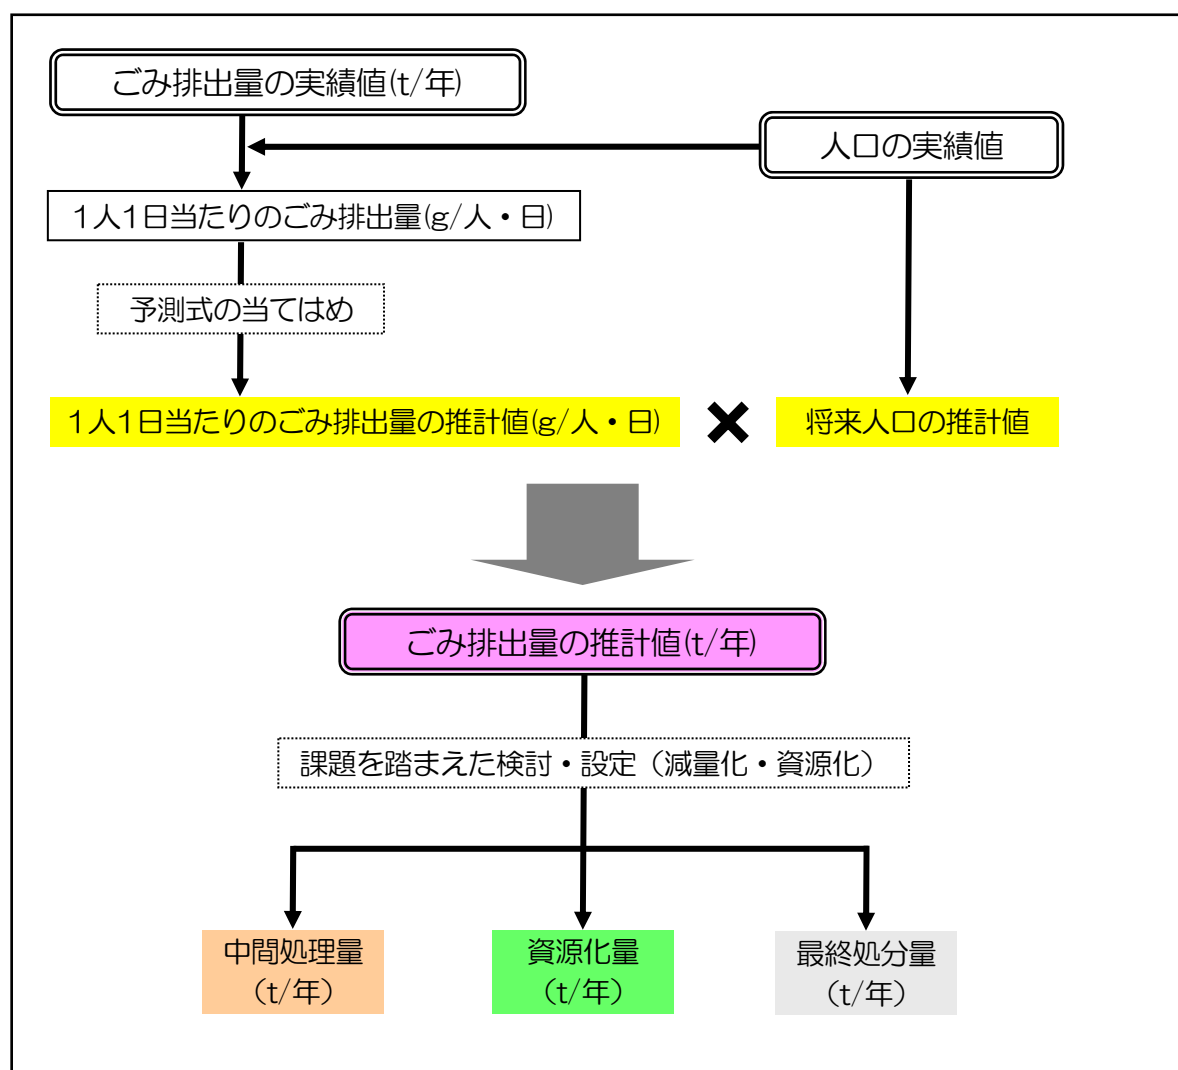 ごみ排出量の実績値(t/年)
人口の実績値
1人1日当たりのごみ排出量(g/人・日)
予測式の当てはめ
1人1日当たりのごみ排出量の推計値(g/人・日)
将来人口の推計値
ごみ排出量の推計値(t/年)
課題を踏まえた検討・設定（減量化・資源化）
中間処理量
（t/年）
資源化量
（t/年）
最終処分量
（t/年）